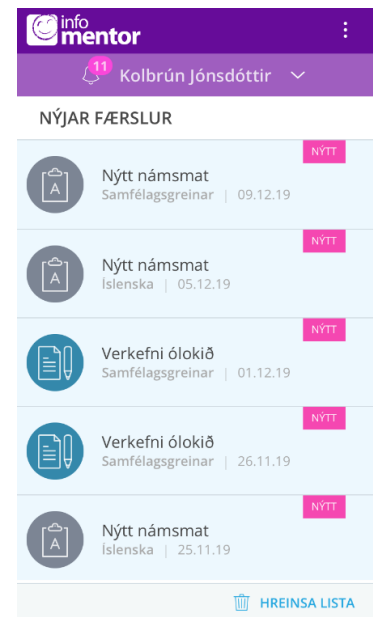 info
mentor
11
Kolbrún Jónsdóttir
NÝJAR FÆRSLUR
NÝTT
Nýtt námsmat
Samfélagsgreinar | 09.12.19
A
NÝTT
Nýtt námsmat
Íslenska | 05.12.19
A
NÝTT
Verkefni ólokið
Samfélagsgreinar | 01.12.19
NÝTT
Verkefni ólokið
Samfélagsgreinar | 26.11.19
NÝTT
Nýtt námsmat
Íslenska | 25.11.19
A
HREINSA LISTA